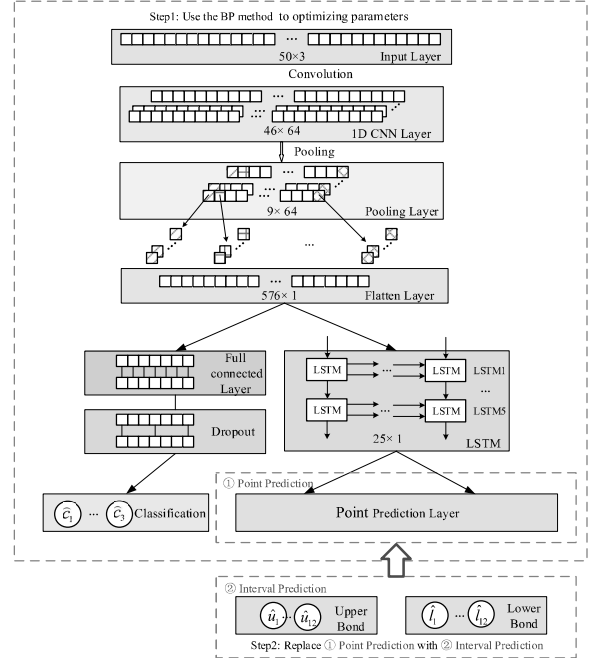 Step1: Use the BP method to optimizing parameters
...
50×3 Input Layer
Convolution
...
...
46× 64 1D CNN Layer
Pooling
...
...
9× 64 Pooling Layer
...
...
576× 1 Flatten Layer
Full connected Layer
Dropout
LSTM ... LSTM LSTM1
...
LSTM ... LSTM LSTM5
25× 1 LSTM
ĉ1 ... ĉ3 Classification
① Point Prediction
Point Prediction Layer
② Interval Prediction
û1 ... û12 Upper Bond
l̂1 ... l̂12 Lower Bond
Step2: Replace ① Point Prediction with ② Interval Prediction